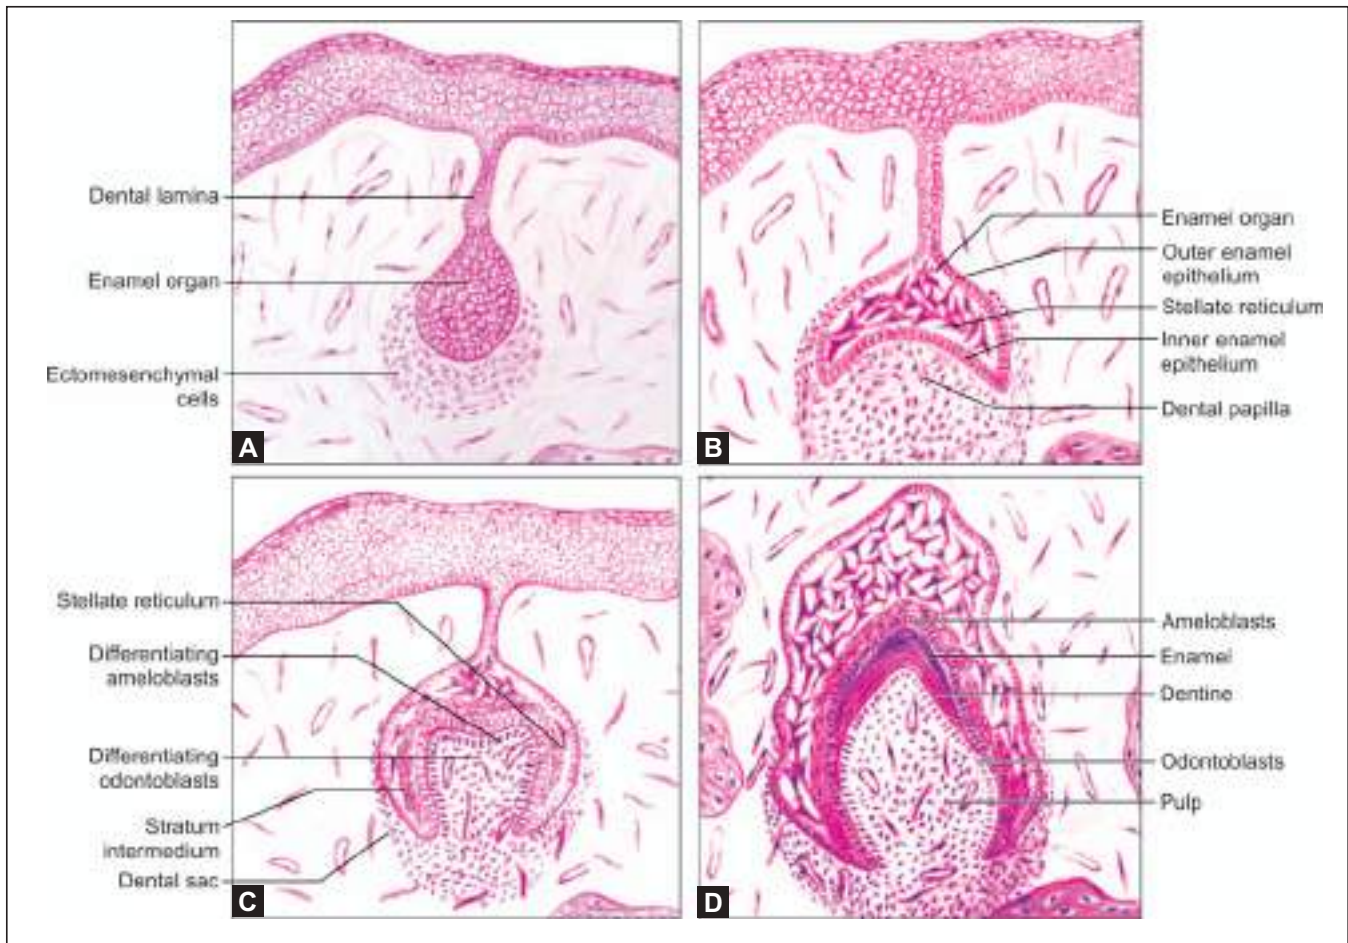 Dental lamina
Enamel organ
Ectomesenchymal
cells
A
Enamel organ
Outer enamel
epithelium
Stellate reticulum
Inner enamel
epithelium
Dental papilla
B
Stellate reticulum
Differentiating
ameloblasts
Differentiating
odontoblasts
Stratum
intermedium
Dental sac
C
Ameloblasts
Enamel
Dentine
Odontoblasts
Pulp
D